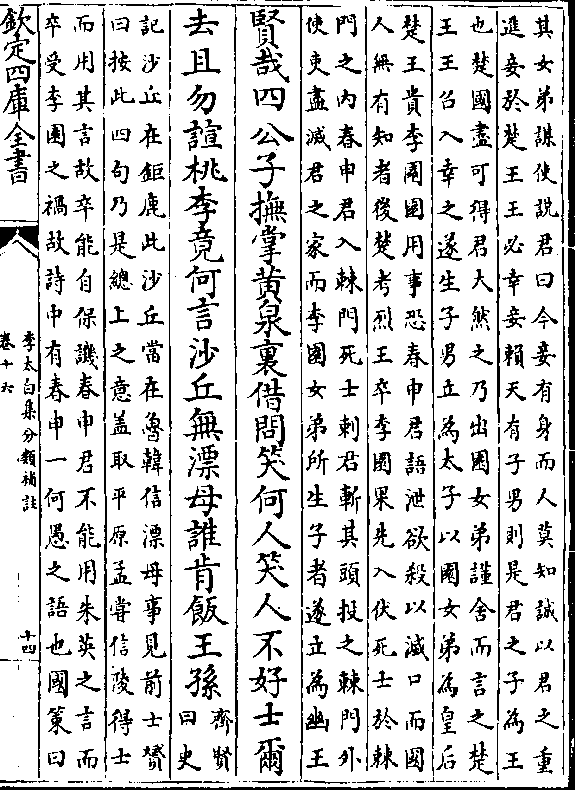 其女弟謀使說君曰今妾有身而人莫知誠以君之重
進妾於楚王王必幸妾賴天有子男則是君之子為王
也楚國盡可得君大然之乃出園女弟謹舍而言之楚
王王召入幸之遂生子男立為太子以園女弟為皇后
楚王貴李園園用事恐春申君語泄欲殺以滅口而國
人無有知者後楚考烈王卒李園果先入伏死士於棘
門之内春申君入棘門死士刺君斬其頭投之棘門外
使吏盡滅君之家而李園女弟所生子者遂立為幽王
賢哉四公子撫掌黃泉裏借問笑何人笑人不好士爾
去且勿諠桃李竟何言沙丘無漂母誰肯飯王孫
齊賢
曰史
記沙丘在鉅鹿此沙丘當在魯韓信漂母事見前士贇
曰按此四句乃是總上之意盖取平原孟嘗信陵得士
而用其言故卒能自保譏春申君不能用朱英之言而
卒受李園之禍故詩中有春申一何愚之語也國策曰
欽定四庫全書
李太白集分類補註
卷十六
十四